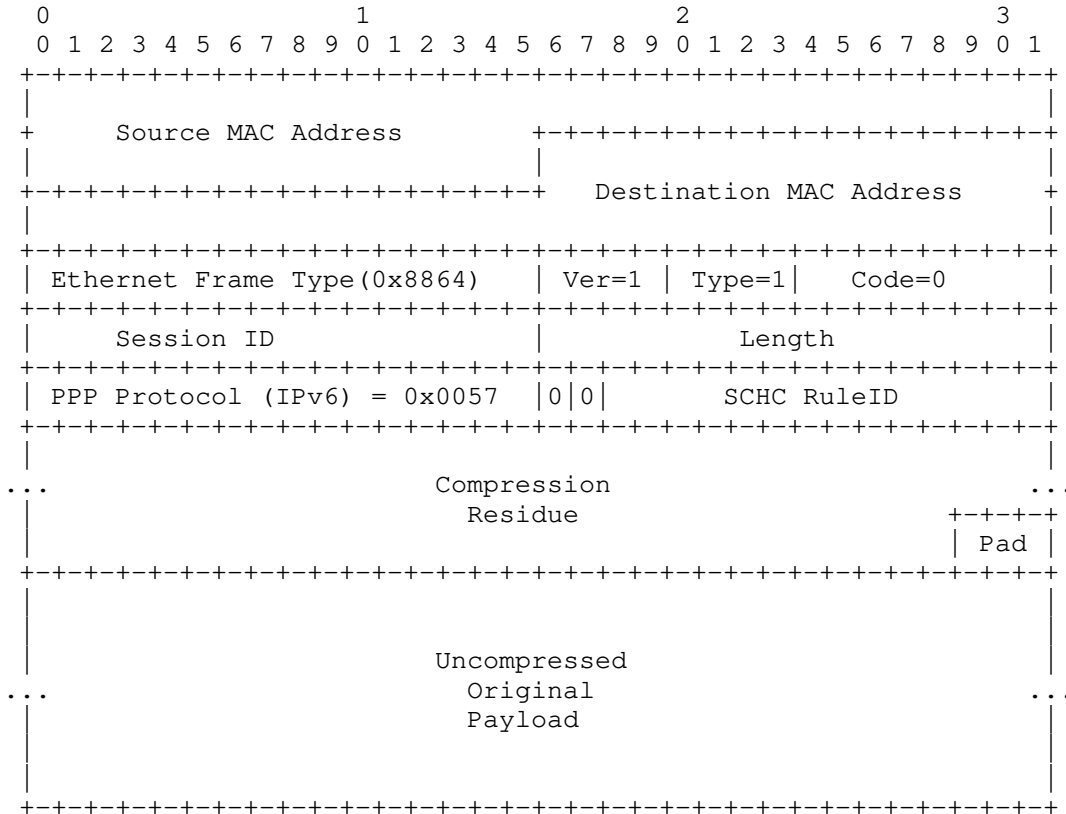 0                   1                   2                   3
 0 1 2 3 4 5 6 7 8 9 0 1 2 3 4 5 6 7 8 9 0 1 2 3 4 5 6 7 8 9 0 1
+-+-+-+-+-+-+-+-+-+-+-+-+-+-+-+-+-+-+-+-+-+-+-+-+-+-+-+-+-+-+-+-+
|                                                               |
+     Source MAC Address        +-+-+-+-+-+-+-+-+-+-+-+-+-+-+-+-+
|                               |                               |
+-+-+-+-+-+-+-+-+-+-+-+-+-+-+-+-+   Destination MAC Address     +
|                                                               |
+-+-+-+-+-+-+-+-+-+-+-+-+-+-+-+-+-+-+-+-+-+-+-+-+-+-+-+-+-+-+-+-+
| Ethernet Frame Type(0x8864)   | Ver=1 | Type=1|   Code=0      |
+-+-+-+-+-+-+-+-+-+-+-+-+-+-+-+-+-+-+-+-+-+-+-+-+-+-+-+-+-+-+-+-+
|     Session ID                |            Length             |
+-+-+-+-+-+-+-+-+-+-+-+-+-+-+-+-+-+-+-+-+-+-+-+-+-+-+-+-+-+-+-+-+
| PPP Protocol (IPv6) = 0x0057  |0|0|       SCHC RuleID         |
+-+-+-+-+-+-+-+-+-+-+-+-+-+-+-+-+-+-+-+-+-+-+-+-+-+-+-+-+-+-+-+-+
|                                                               |
...                       Compression                          ...
|                           Residue                       +-+-+-+
|                                                         | Pad |
+-+-+-+-+-+-+-+-+-+-+-+-+-+-+-+-+-+-+-+-+-+-+-+-+-+-+-+-+-+-+-+-+
|                                                               |
|                                                               |
|                         Uncompressed                          |
...                         Original                           ...
|                           Payload                             |
|                                                               |
|                                                               |
+-+-+-+-+-+-+-+-+-+-+-+-+-+-+-+-+-+-+-+-+-+-+-+-+-+-+-+-+-+-+-+-+